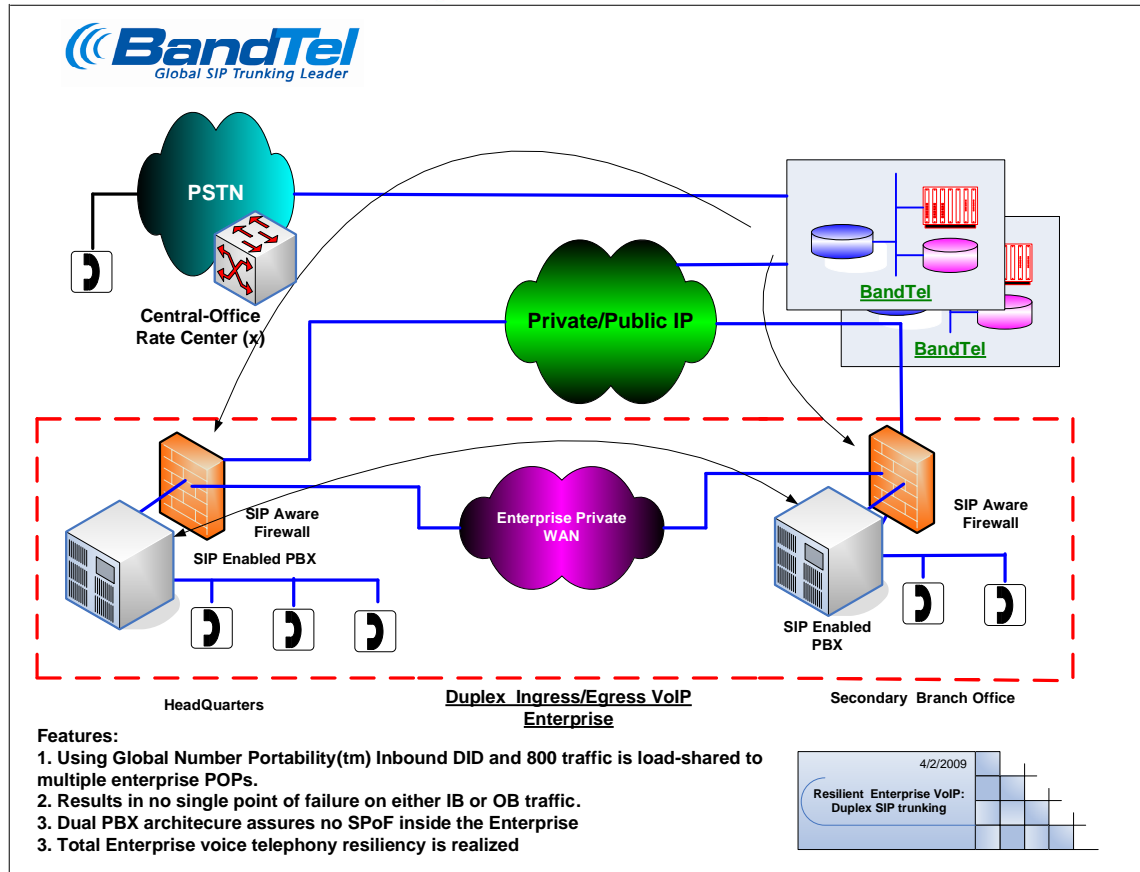 BandTel
Global SIP Trunking Leader
PSTN
Central-Office
Rate Center (x)
Private/Public IP
BandTel
BandTel
SIP Aware
Firewall
SIP Enabled PBX
Enterprise Private
WAN
SIP Aware
Firewall
SIP Enabled
PBX
HeadQuarters
Duplex Ingress/Egress VoIP
Enterprise
Secondary Branch Office
Features:
1. Using Global Number Portability(tm) Inbound DID and 800 traffic is load-shared to
multiple enterprise POPs.
2. Results in no single point of failure on either IB or OB traffic.
3. Dual PBX architecure assures no SPoF inside the Enterprise
3. Total Enterprise voice telephony resiliency is realized
4/2/2009
Resilient Enterprise VoIP:
Duplex SIP trunking